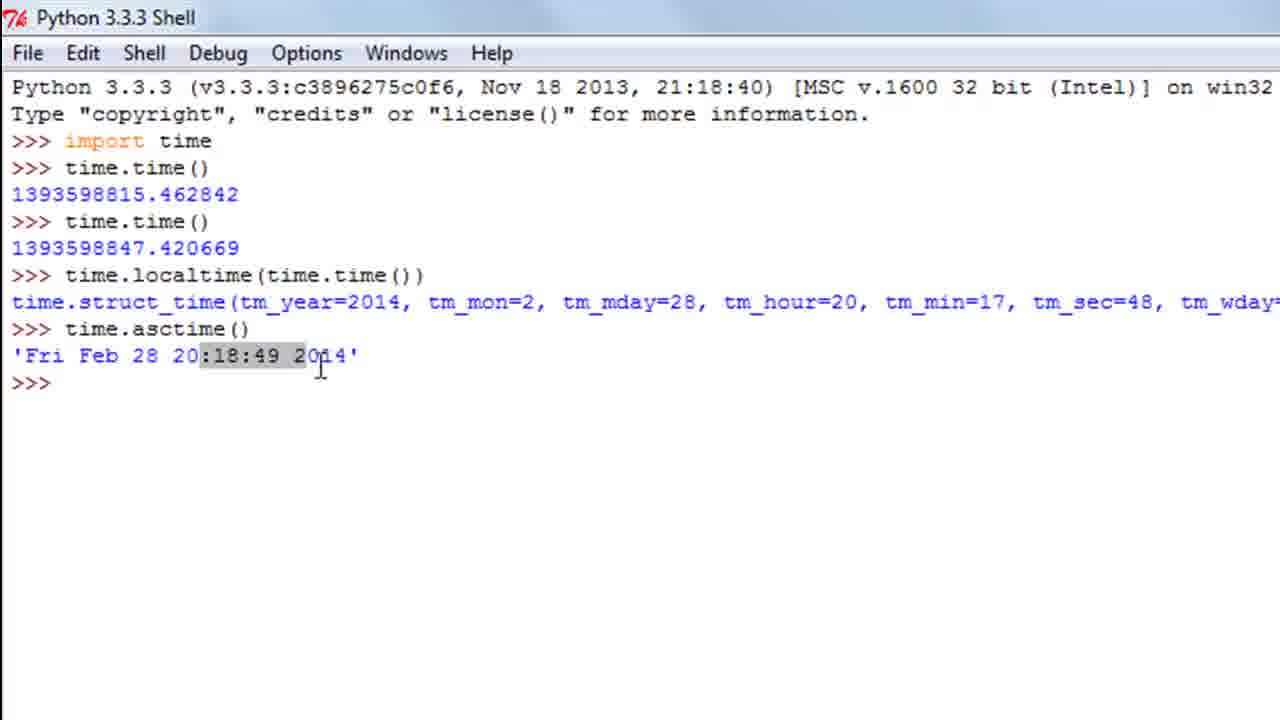 Python 3.3.3 Shell
File Edit Shell Debug Options Windows Help
Python 3.3.3 (v3.3.3:c3896275c0f6, Nov 18 2013, 21:18:40) [MSC v.1600 32 bit (Intel)] on win32
Type "copyright", "credits" or "license()" for more information.
>>> import time
>>> time.time()
1393598815.462842
>>> time.time()
1393598847.420669
>>> time.localtime(time.time())
time.struct_time(tm_year=2014, tm_mon=2, tm_mday=28, tm_hour=20, tm_min=17, tm_sec=48, tm_wday=
>>> time.asctime()
'Fri Feb 28 20:18:49 2014'
>>>